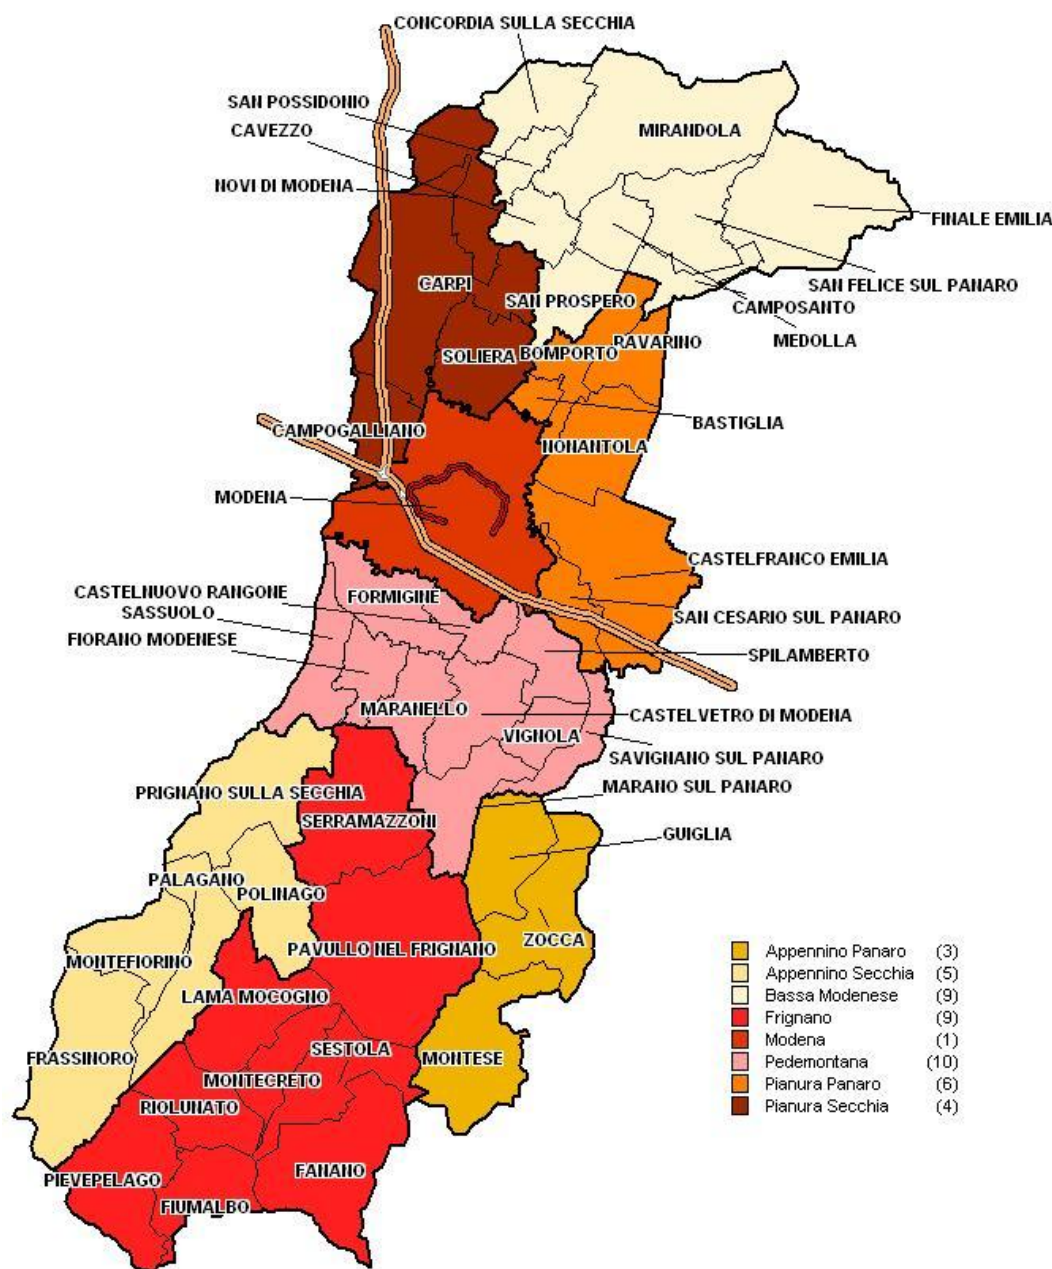 CONCORDIA SULLA SECCHIA
SAN POSSIDONIO
CAVEZZO
MIRANDOLA
NOVI DI MODENA
FINALE EMILIA
CARPI
SAN FELICE SUL PANARO
SAN PROSPERO
CAMPOSANTO
MEDOLLA
RAVARINO
BOMPORTO
SOLIERA
BASTIGLIA
CAMPOGALLIANO
NONANTOLA
MODENA
CASTELFRANCO EMILIA
CASTELNUOVO RANGONE
FORMIGINE
SASSUOLO
SAN CESARIO SUL PANARO
FIORANO MODENESE
SPILAMBERTO
MARANELLO
CASTELVETRO DI MODENA
VIGNOLA
SAVIGNANO SUL PANARO
MARANO SUL PANARO
PRIGNANO SULLA SECCHIA
SERRAMAZZONI
GUIGLIA
PALAGANO
POLINAGO
ZOCCA
PAVULLO NEL FRIGNANO
MONTEFIORINO
LAMA MOCOGNO
SESTOLA
FRASSINORO
MONTESE
MONTECRETO
RIOLUNATO
FANANO
PIEVEPELAGO
FIUMALBO
Appennino Panaro (3)
Appennino Secchia (5)
Bassa Modenese (9)
Frignano (9)
Modena (1)
Pedemontana (10)
Pianura Panaro (6)
Pianura Secchia (4)